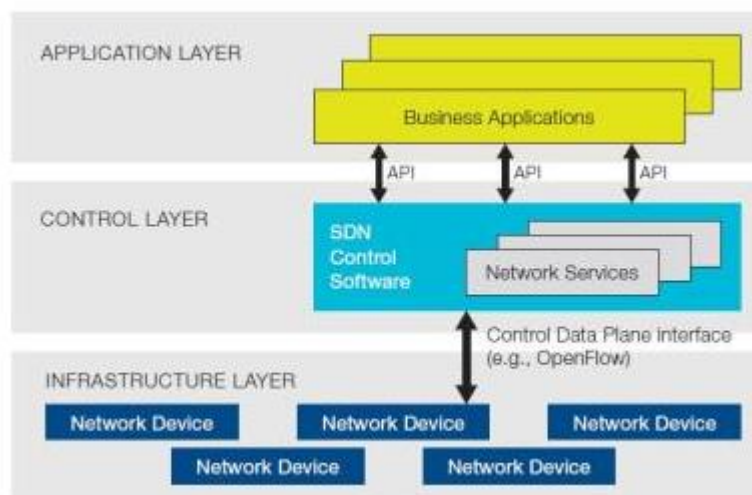 APPLICATION LAYER
Business Applications
API
API
API
CONTROL LAYER
SDN
Control
Software
Network Services
Control Data Plane interface
(e.g., OpenFlow)
INFRASTRUCTURE LAYER
Network Device
Network Device
Network Device
Network Device
Network Device